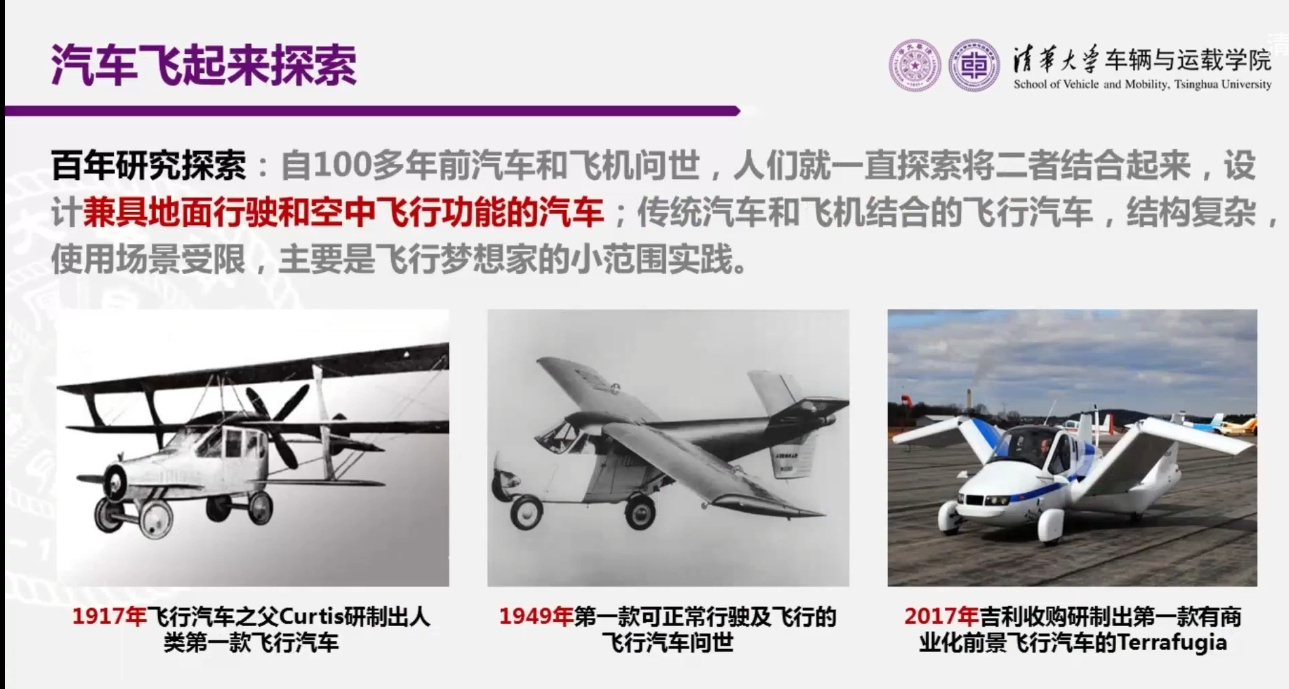 汽车飞起来探索
清华大学车辆与运载学院
School of Vehicle and Mobility, Tsinghua University
百年研究探索：自100多年前汽车和飞机问世，人们就一直探索将二者结合起来，设
计兼具地面行驶和空中飞行功能的汽车；传统汽车和飞机结合的飞行汽车，结构复杂，
使用场景受限，主要是飞行梦想家的小范围实践。
1917年飞行汽车之父Curtis研制出人
类第一款飞行汽车
1949年第一款可正常行驶及飞行的
飞行汽车问世
2017年吉利收购研制出第一款有商
业化前景飞行汽车的Terrafugia